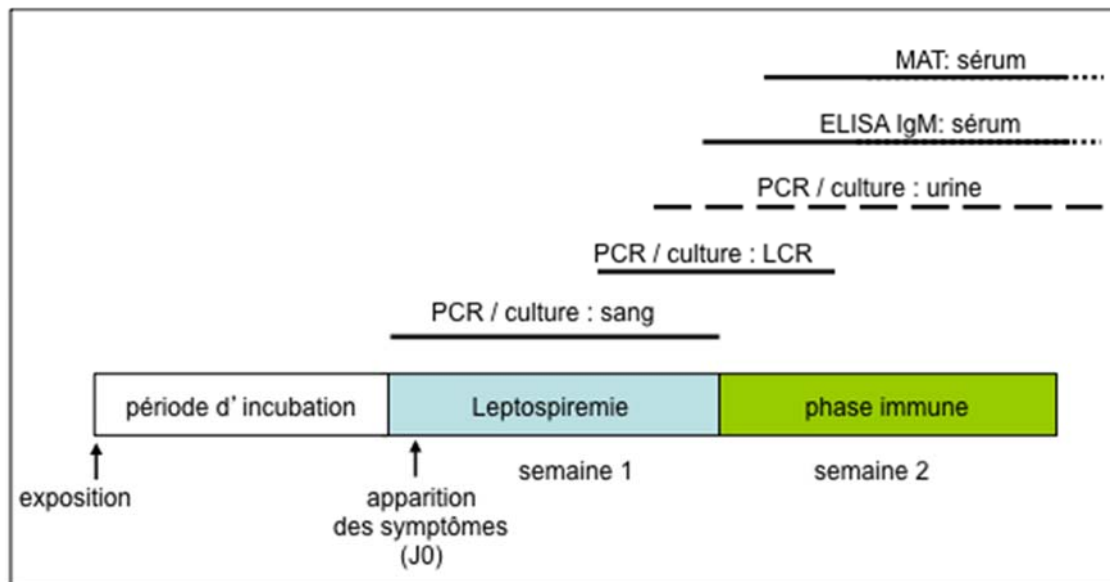 MAT: sérum
ELISA IgM: sérum
PCR / culture : urine
PCR / culture : LCR
PCR / culture : sang
période d' incubation
Leptospiremie
phase immune
exposition
apparition
des symptômes
(J0)
semaine 1
semaine 2